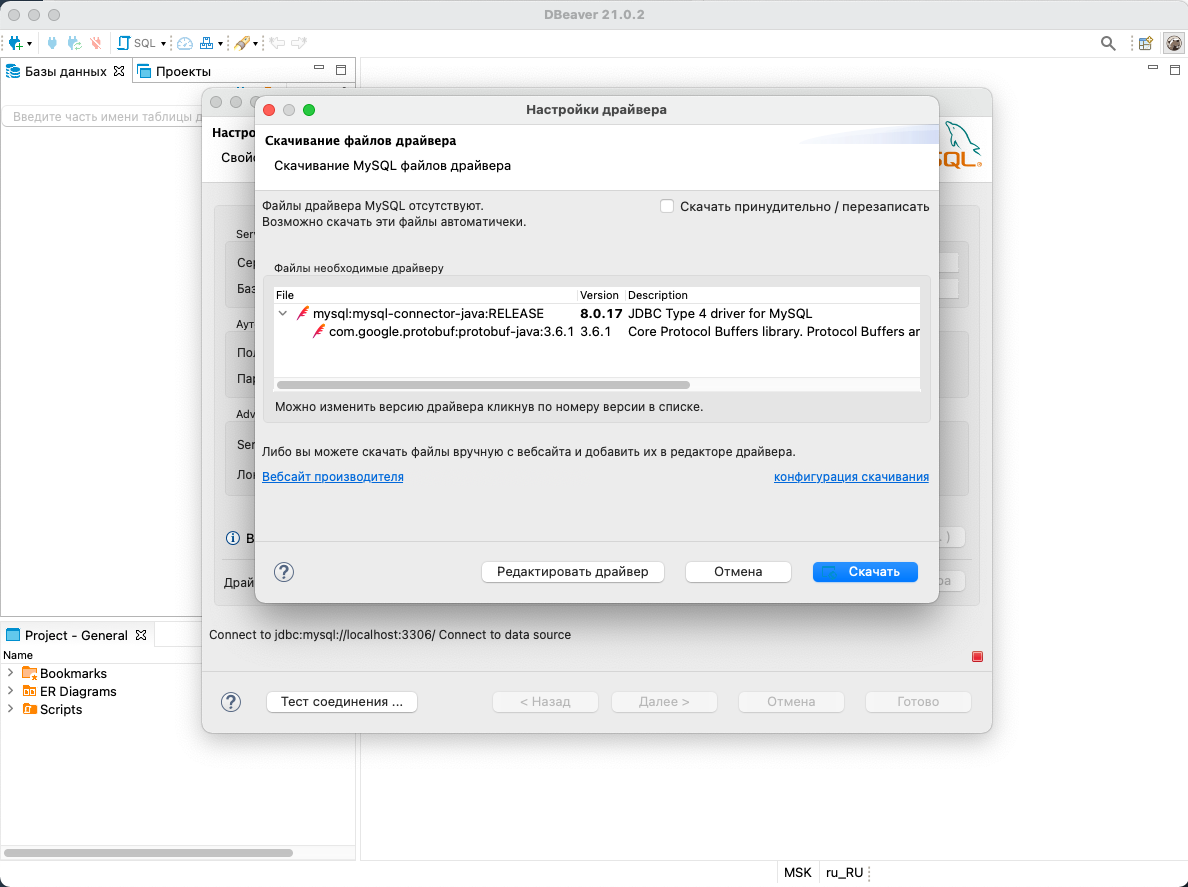 DBeaver 21.0.2
SQL
Базы данных
Проекты
Введите часть имени таблицы д
Настройки драйвера
Скачивание файлов драйвера
Скачивание MySQL файлов драйвера
Файлы драйвера MySQL отсутствуют.
Возможно скачать эти файлы автоматичеки.
Скачать принудительно / перезаписать
Файлы необходимые драйверу
File Version Description
mysql:mysql-connector-java:RELEASE 8.0.17 JDBC Type 4 driver for MySQL
com.google.protobuf:protobuf-java:3.6.1 3.6.1 Core Protocol Buffers library. Protocol Buffers ar
Можно изменить версию драйвера кликнув по номеру версии в списке.
Либо вы можете скачать файлы вручную с вебсайта и добавить их в редакторе драйвера.
Вебсайт производителя
конфигурация скачивания
Редактировать драйвер
Отмена
Скачать
Настро
Свой
Ser
Сер
Баз
Аут
Пол
Пар
Adv
Ser
Лок
В
Драй
Connect to jdbc:mysql://localhost:3306/ Connect to data source
Тест соединения ...
< Назад
Далее >
Отмена
Готово
Project - General
Name
Bookmarks
ER Diagrams
Scripts
MSK
ru_RU